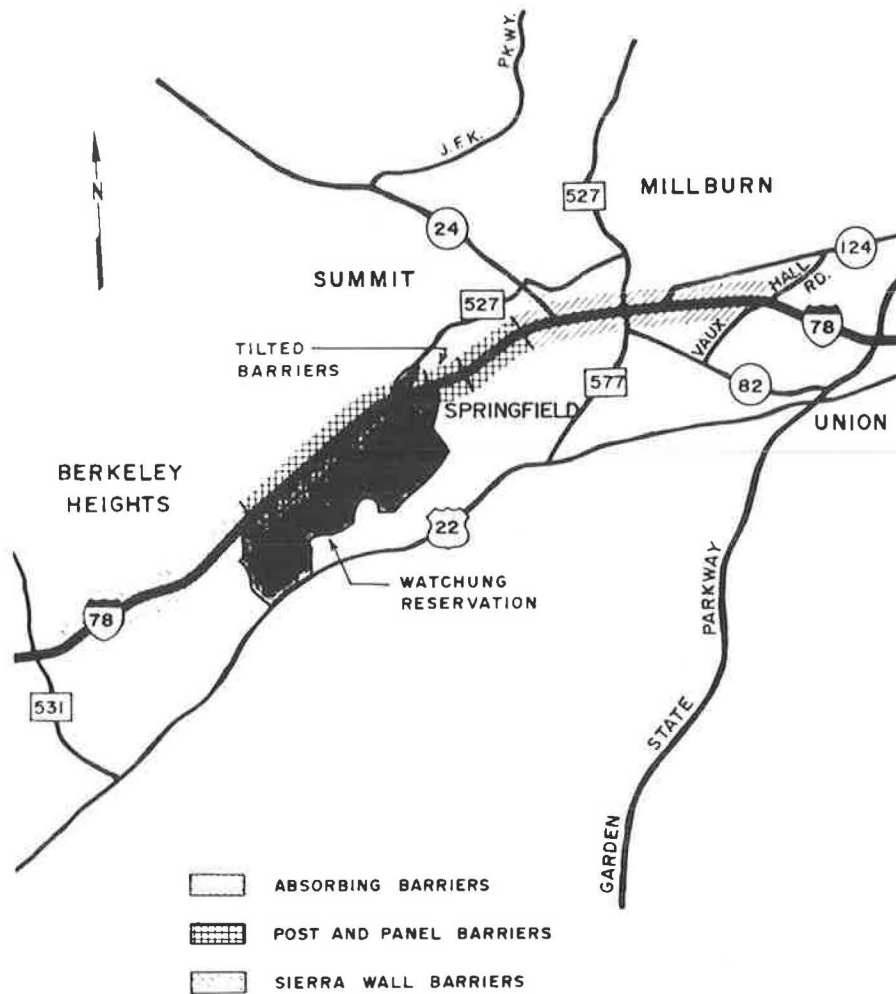 PKWY.
J.F.K.
N
527
MILLBURN
24
124
HALL
RD.
SUMMIT
527
78
VAUX
TILTED
BARRIERS
577
82
SPRINGFIELD
UNION
BERKELEY
HEIGHTS
22
WATCHUNG
RESERVATION
PARKWAY
78
531
STATE
GARDEN
ABSORBING BARRIERS
POST AND PANEL BARRIERS
SIERRA WALL BARRIERS